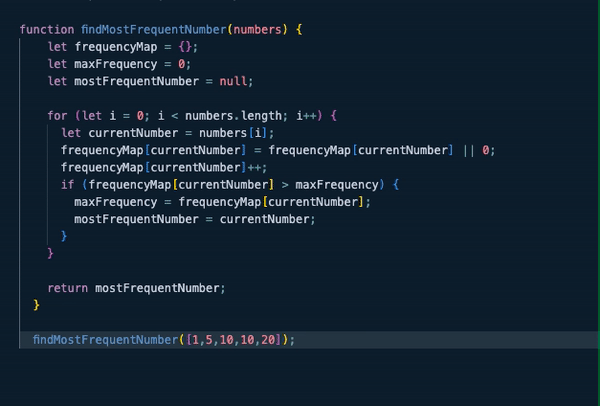 function findMostFrequentNumber(numbers) {
    let frequencyMap = {};
    let maxFrequency = 0;
    let mostFrequentNumber = null;

    for (let i = 0; i < numbers.length; i++) {
      let currentNumber = numbers[i];
      frequencyMap[currentNumber] = frequencyMap[currentNumber] || 0;
      frequencyMap[currentNumber]++;
      if (frequencyMap[currentNumber] > maxFrequency) {
        maxFrequency = frequencyMap[currentNumber];
        mostFrequentNumber = currentNumber;
      }
    }

    return mostFrequentNumber;
  }

  findMostFrequentNumber([1,5,10,10,20]);